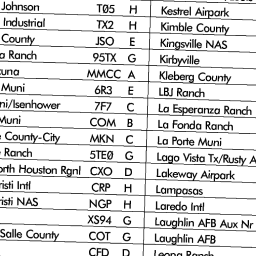 Johnson T05 H Kestrel Airpark
Industrial TX2 H Kimble County
County JSO E Kingsville NAS
a Ranch 95TX G Kirbyville
una MMCC A Kleberg County
Muni 6R3 E LBJ Ranch
ni/Isenhower 7F7 C La Esperanza Ranch
Muni COM B La Fonda Ranch
County-City MKN C La Porte Muni
Ranch 5TE0 G Lago Vista Tx/Rusty A
orth Houston Rgnl CXO D Lakeway Airpark
risti Intl CRP H Lampasas
risti NAS NGP H Laredo Intl
XS94 G Laughlin AFB Aux Nr
Salle County COT G Laughlin AFB
CFD D Leona Ranch